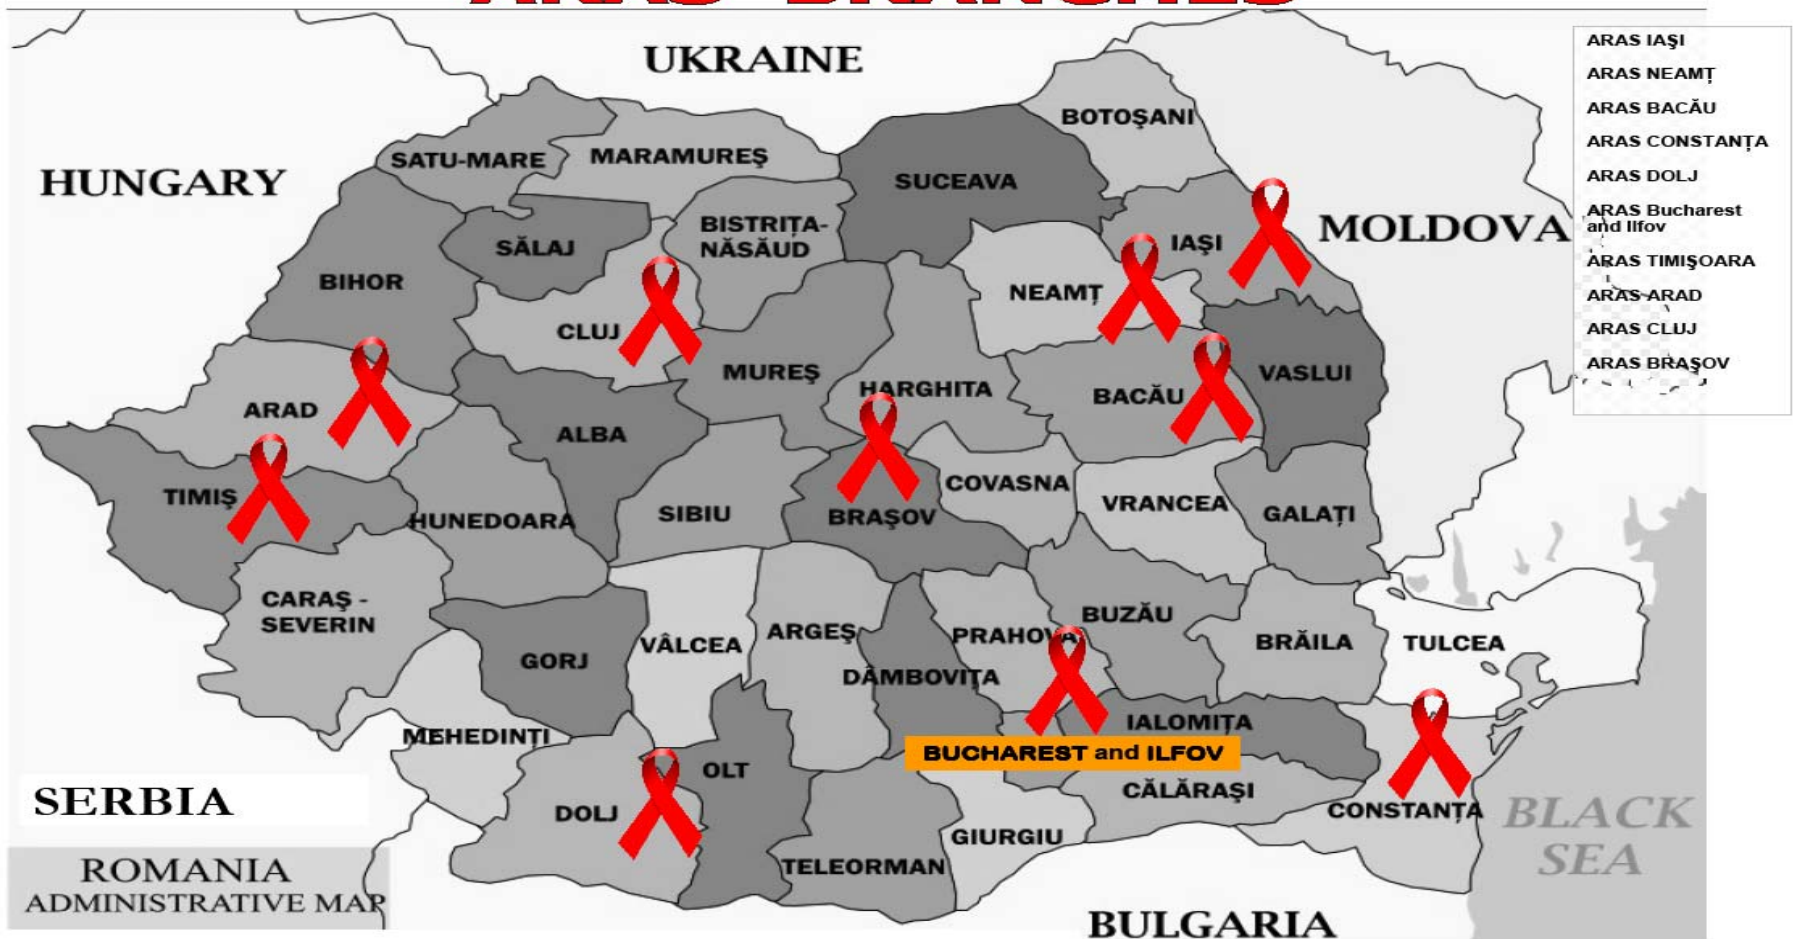 ARAS BRANCHES
UKRAINE
ARAS IAŞI
ARAS NEAMŢ
ARAS BACĂU
ARAS CONSTANŢA
ARAS DOLJ
ARAS Bucharest
and Ilfov
ARAS TIMIŞOARA
ARAS ARAD
ARAS CLUJ
ARAS BRAŞOV
BOTOŞANI
SATU-MARE
MARAMUREŞ
HUNGARY
SUCEAVA
MOLDOVA
BISTRIŢA-
NĂSĂUD
SĂLAJ
IAŞI
BIHOR
NEAMŢ
CLUJ
MUREŞ
VASLUI
HARGHITA
BACĂU
ARAD
ALBA
TIMIŞ
COVASNA
VRANCEA
HUNEDOARA
SIBIU
BRAŞOV
GALAŢI
CARAŞ -
SEVERIN
BUZĂU
ARGEŞ
PRAHOVA
VÂLCEA
BRĂILA
TULCEA
GORJ
DÂMBOVIŢA
IALOMIŢA
MEHEDINŢI
BUCHAREST and ILFOV
OLT
CĂLĂRAŞI
SERBIA
DOLJ
CONSTANŢA
BLACK
SEA
GIURGIU
TELEORMAN
ROMANIA
ADMINISTRATIVE MAP
BULGARIA